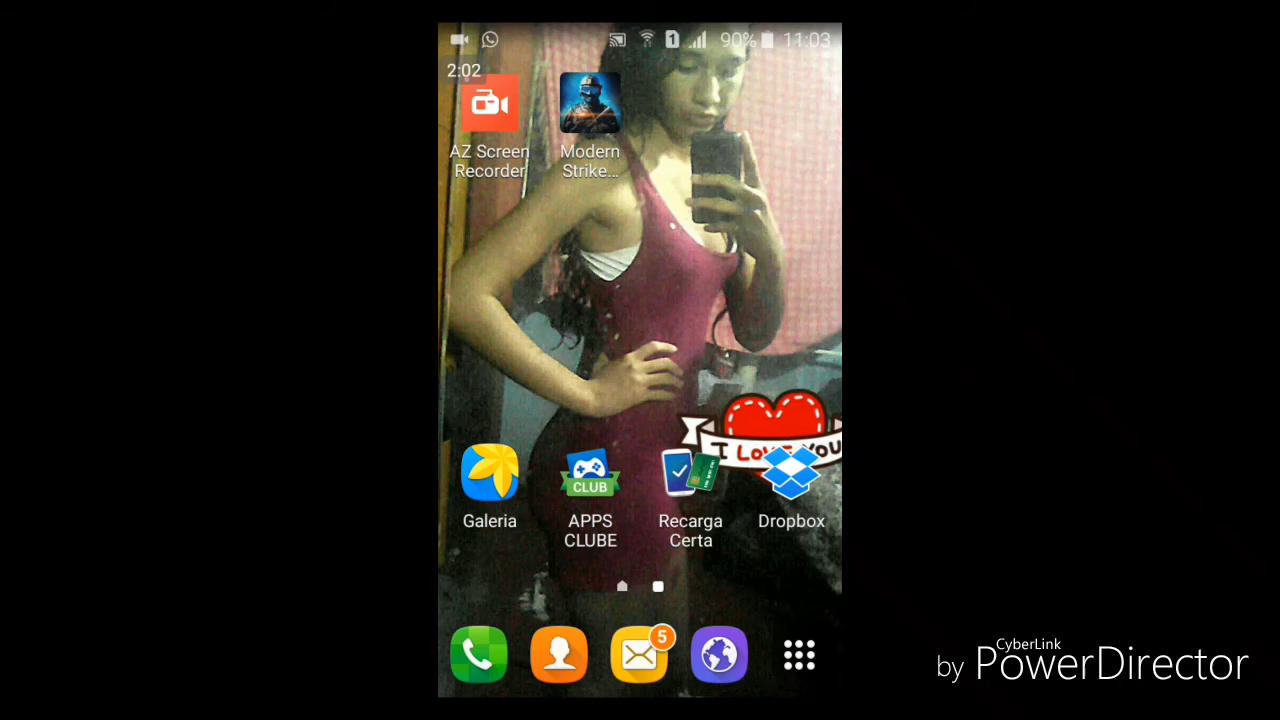 90% 11:03
2:02
AZ Screen
Recorder
Modern
Strike...
I LOVE YOU
CLUB
Galeria
APPS
CLUBE
Recarga
Certa
Dropbox
5
by CyberLink
PowerDirector